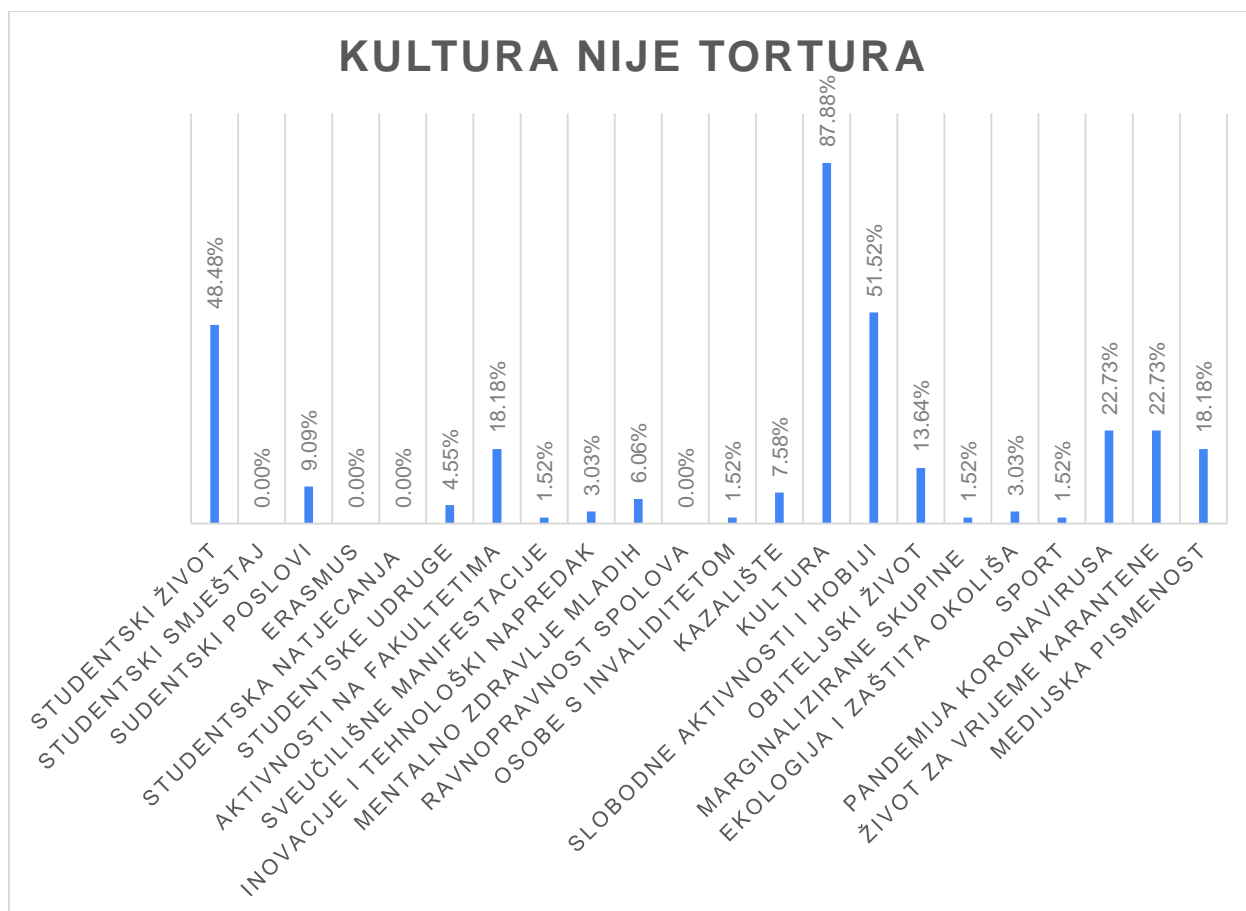 KULTURA NIJE TORTURA
48.48%
0.00%
9.09%
0.00%
0.00%
4.55%
18.18%
1.52%
3.03%
6.06%
0.00%
1.52%
7.58%
87.88%
51.52%
13.64%
1.52%
3.03%
1.52%
22.73%
22.73%
18.18%
STUDENTSKI ŽIVOT
STUDENTSKI SMJEŠTAJ
SUDENTSKI POSLOVI
ERASMUS
STUDENTSKA NATJECANJA
STUDENTSKE UDRUGE
AKTIVNOSTI NA FAKULTETIMA
SVEUČILIŠNE MANIFESTACIJE
INOVACIJE I TEHNOLOŠKI NAPREDAK
MENTALNO ZDRAVLJE MLADIH
RAVNOPRAVNOST SPOLOVA
OSOBE S INVALIDITETOM
KAZALIŠTE
KULTURA
SLOBODNE AKTIVNOSTI I HOBIJI
OBITELJSKI ŽIVOT
MARGINALIZIRANE SKUPINE
EKOLOGIJA I ZAŠTITA OKOLIŠA
SPORT
PANDEMIJA KORONAVIRUSA
ŽIVOT ZA VRIJEME KARANTENE
MEDIJSKA PISMENOST